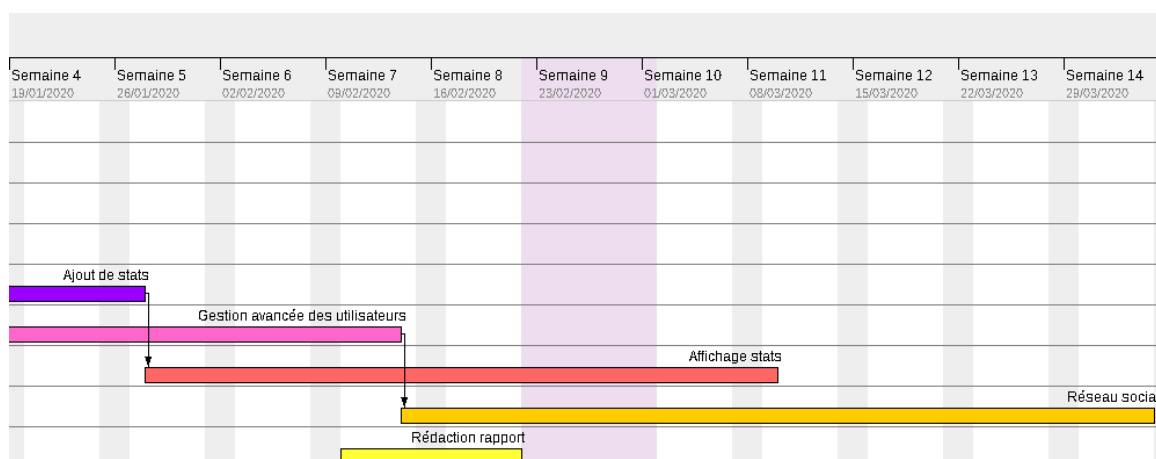 Semaine 4 Semaine 5 Semaine 6 Semaine 7 Semaine 8 Semaine 9 Semaine 10 Semaine 11 Semaine 12 Semaine 13 Semaine 14
19/01/2020 26/01/2020 02/02/2020 09/02/2020 16/02/2020 23/02/2020 01/03/2020 08/03/2020 15/03/2020 22/03/2020 29/03/2020
Ajout de stats
Gestion avancée des utilisateurs
Affichage stats
Réseau socia
Rédaction rapport